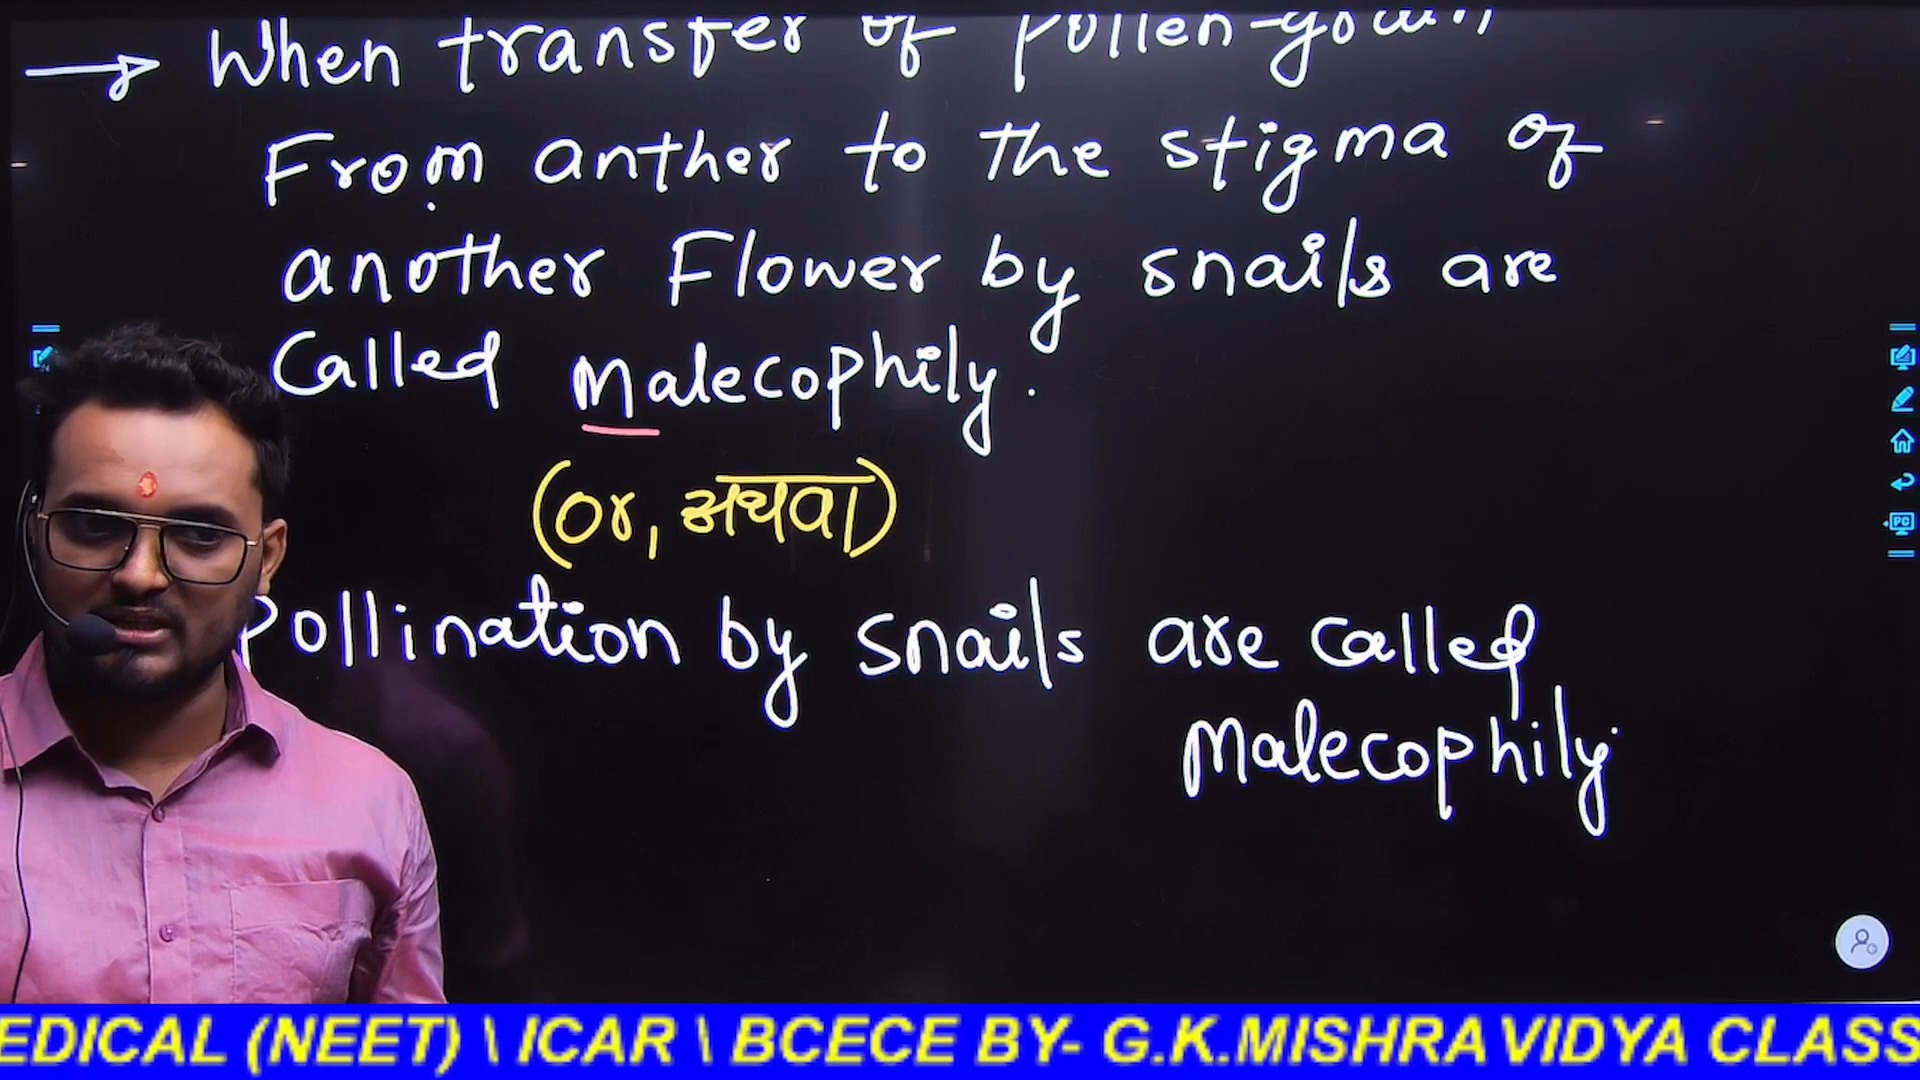 When transfer of pollen-grain
From anther to the stigma of
another Flower by snails are
Called Malecophily.
(or, अथवा)
Pollination by snails are called
Malecophily.
EDICAL (NEET) \ ICAR \ BCECE BY- G.K.MISHRA VIDYA CLASS